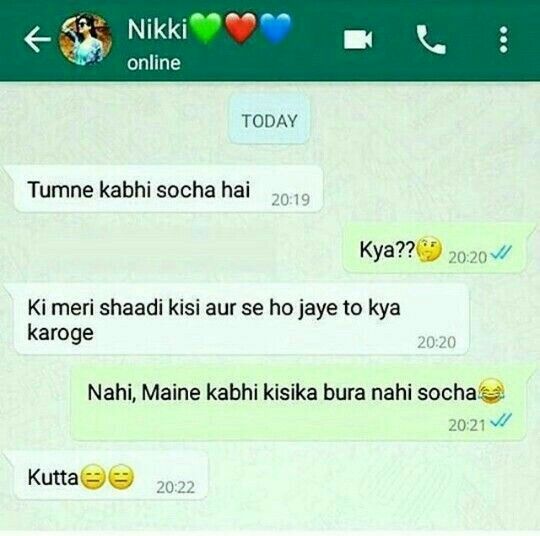 Nikki💚❤️💙
online
TODAY
Tumne kabhi socha hai 20:19
Kya??🤔 20:20
Ki meri shaadi kisi aur se ho jaye to kya
karoge 20:20
Nahi, Maine kabhi kisika bura nahi socha😂
20:21
Kutta😑😑 20:22